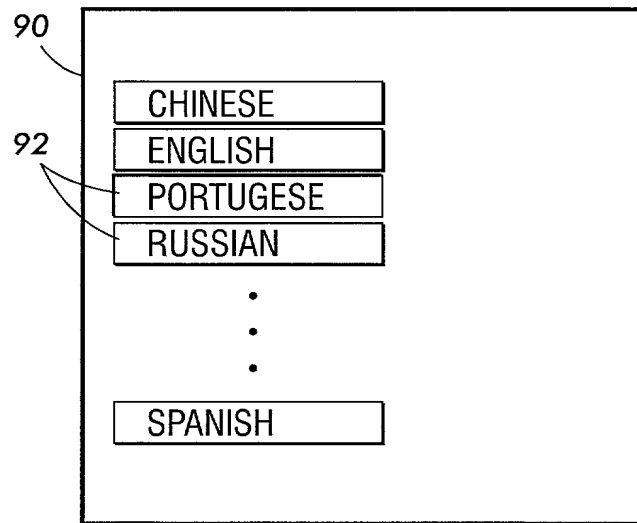 90
CHINESE
ENGLISH
92
PORTUGESE
RUSSIAN
SPANISH